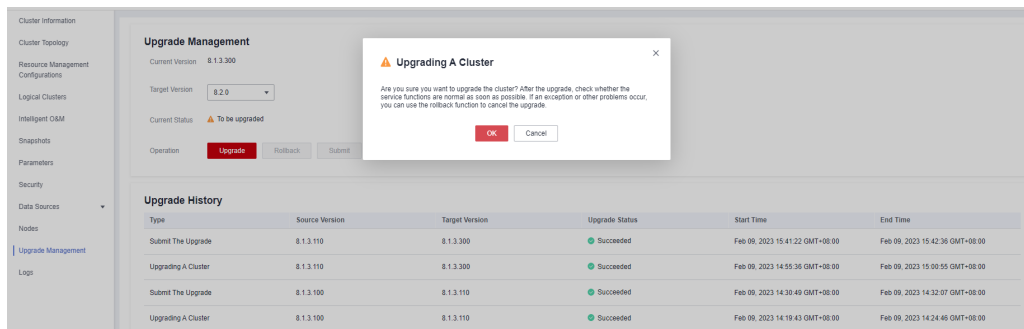 Cluster Information
Cluster Topology
Resource Management
Configurations
Logical Clusters
Intelligent O&M
Snapshots
Parameters
Security
Data Sources
Nodes
Upgrade Management
Logs
Upgrade Management
Current Version 8.1.3.300
Target Version 8.2.0
Current Status To be upgraded
Operation Upgrade Rollback Submit
Upgrading A Cluster
Are you sure you want to upgrade the cluster? After the upgrade, check whether the
service functions are normal as soon as possible. If an exception or other problems occur,
you can use the rollback function to cancel the upgrade.
OK Cancel
Upgrade History
Type Source Version Target Version Upgrade Status Start Time End Time
Submit The Upgrade 8.1.3.110 8.1.3.300 Succeeded Feb 09, 2023 15:41:22 GMT+08:00 Feb 09, 2023 15:42:36 GMT+08:00
Upgrading A Cluster 8.1.3.110 8.1.3.300 Succeeded Feb 09, 2023 14:55:36 GMT+08:00 Feb 09, 2023 15:00:55 GMT+08:00
Submit The Upgrade 8.1.3.100 8.1.3.110 Succeeded Feb 09, 2023 14:30:49 GMT+08:00 Feb 09, 2023 14:32:07 GMT+08:00
Upgrading A Cluster 8.1.3.100 8.1.3.110 Succeeded Feb 09, 2023 14:19:43 GMT+08:00 Feb 09, 2023 14:24:46 GMT+08:00